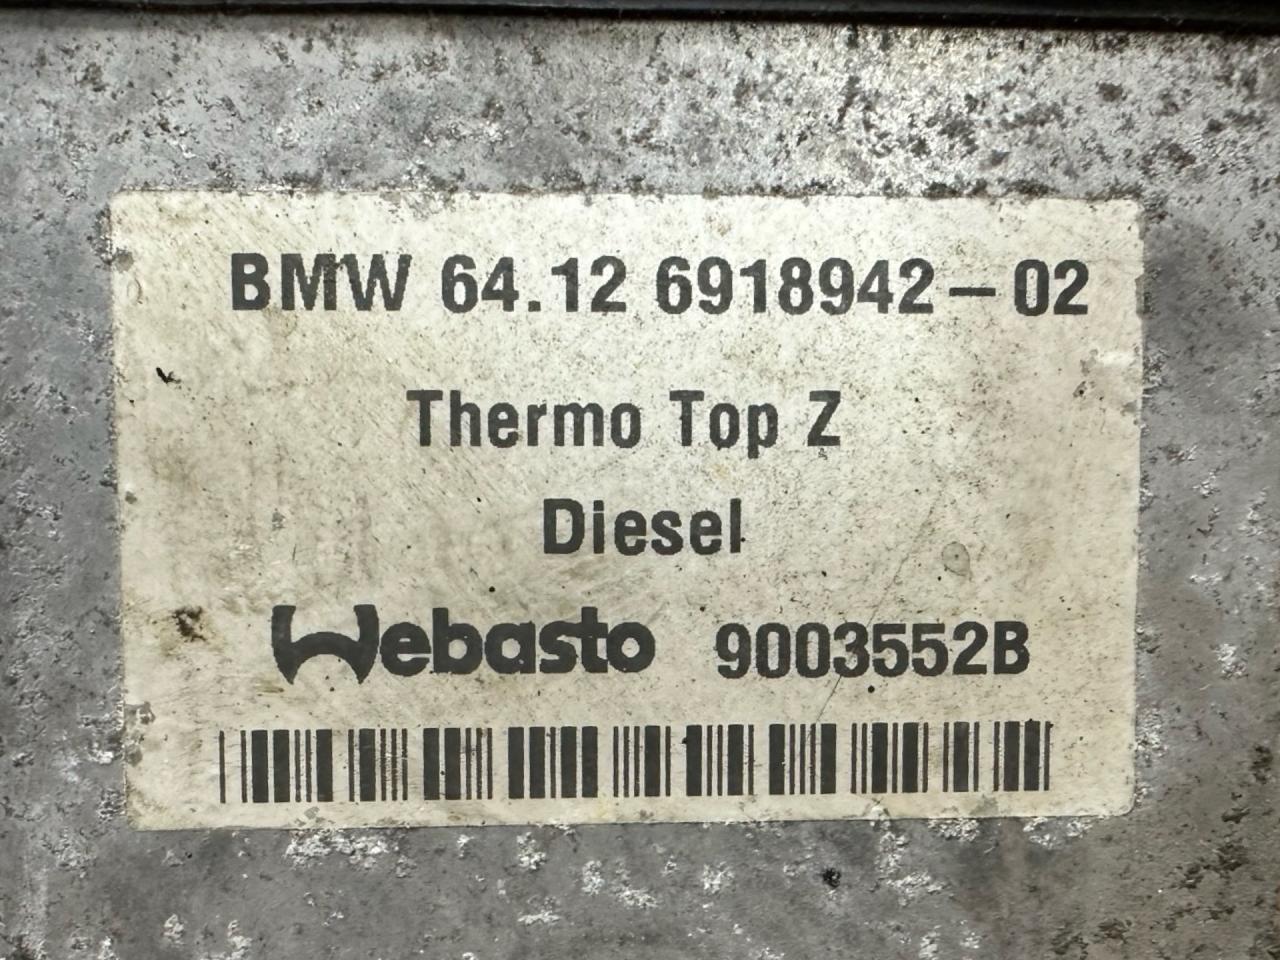 BMW 64.12 6918942-02
Thermo Top Z
Diesel
Webasto 9003552B